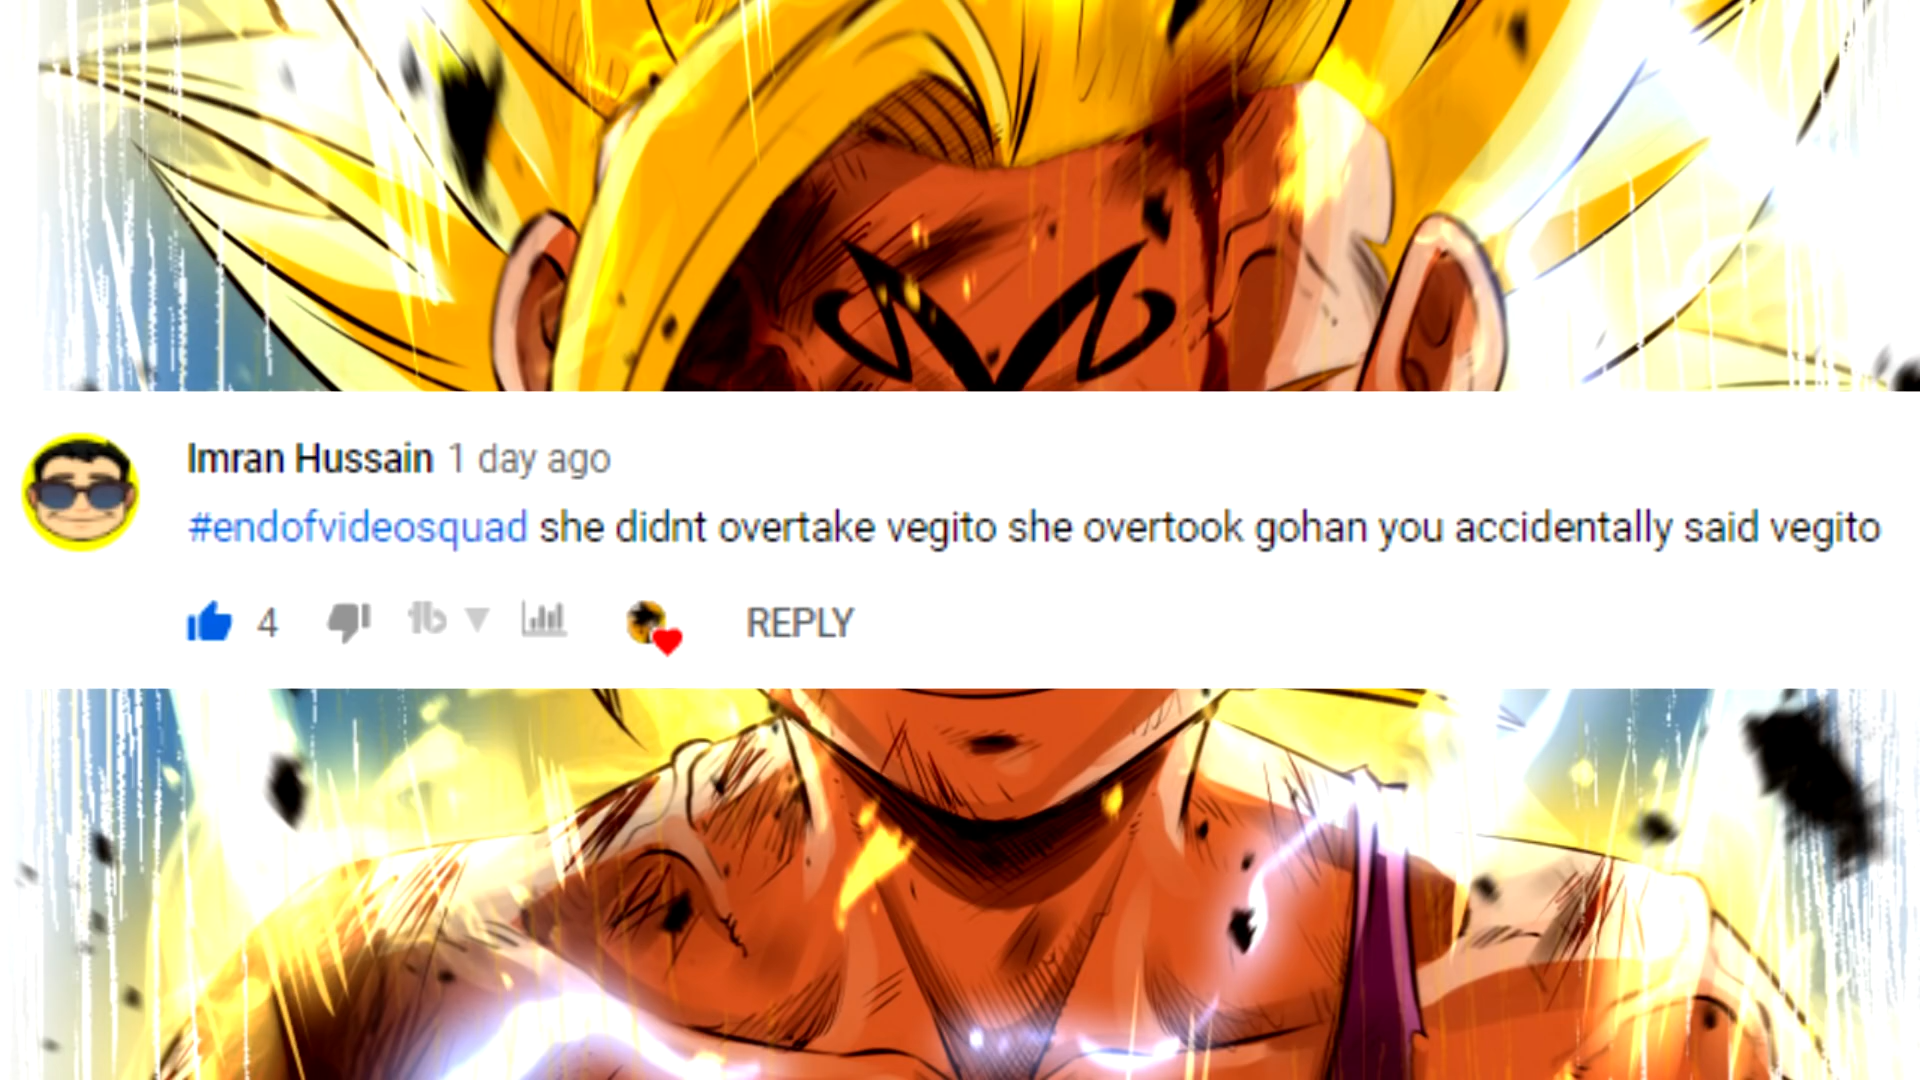 Imran Hussain 1 day ago
#endofvideosquad she didnt overtake vegito she overtook gohan you accidentally said vegito
4 REPLY